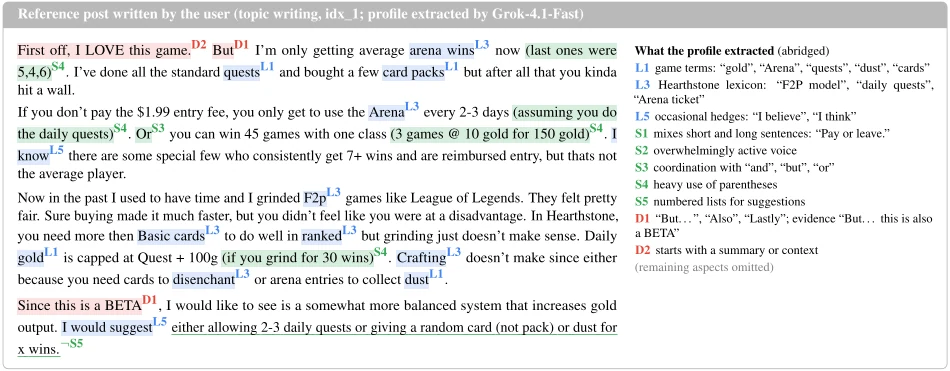 Reference post written by the user (topic writing, idx_1; profile extracted by Grok-4.1-Fast)
First off, I LOVE this game.D2 ButD1 I'm only getting average arena winsL3 now (last ones were
5,4,6)S4. I've done all the standard questsL1 and bought a few card packsL1 but after all that you kinda
hit a wall.
If you don't pay the $1.99 entry fee, you only get to use the ArenaL3 every 2-3 days (assuming you do
the daily quests)S4. OrS3 you can win 45 games with one class (3 games @ 10 gold for 150 gold)S4. I
knowL5 there are some special few who consistently get 7+ wins and are reimbursed entry, but thats not
the average player.
Now in the past I used to have time and I grinded F2pL3 games like League of Legends. They felt pretty
fair. Sure buying made it much faster, but you didn't feel like you were at a disadvantage. In Hearthstone,
you need more then Basic cardsL3 to do well in rankedL3 but grinding just doesn't make sense. Daily
goldL1 is capped at Quest + 100g (if you grind for 30 wins)S4. CraftingL3 doesn't make since either
because you need cards to disenchantL3 or arena entries to collect dustL1.
Since this is a BETAD1, I would like to see is a somewhat more balanced system that increases gold
output. I would suggestL5 either allowing 2-3 daily quests or giving a random card (not pack) or dust for
x wins.¬S5
What the profile extracted (abridged)
L1 game terms: "gold", "Arena", "quests", "dust", "cards"
L3 Hearthstone lexicon: "F2P model", "daily quests",
"Arena ticket"
L5 occasional hedges: "I believe", "I think"
S1 mixes short and long sentences: "Pay or leave."
S2 overwhelmingly active voice
S3 coordination with "and", "but", "or"
S4 heavy use of parentheses
S5 numbered lists for suggestions
D1 "But...", "Also", "Lastly"; evidence "But... this is also
a BETA"
D2 starts with a summary or context
(remaining aspects omitted)